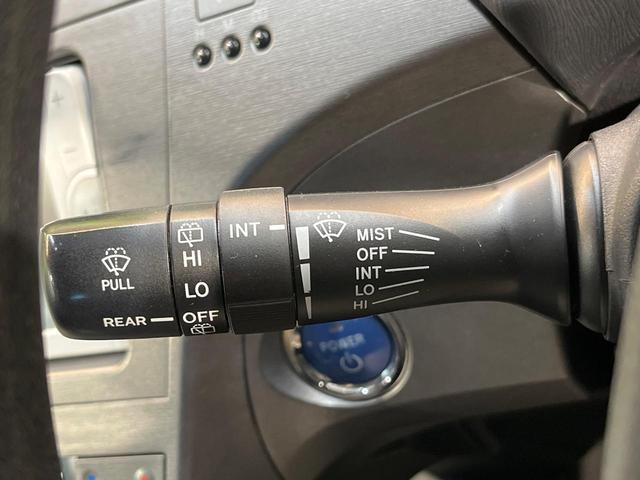 INT
MIST
OFF
INT
LO
HI
HI
LO
OFF
PULL
REAR
POWER